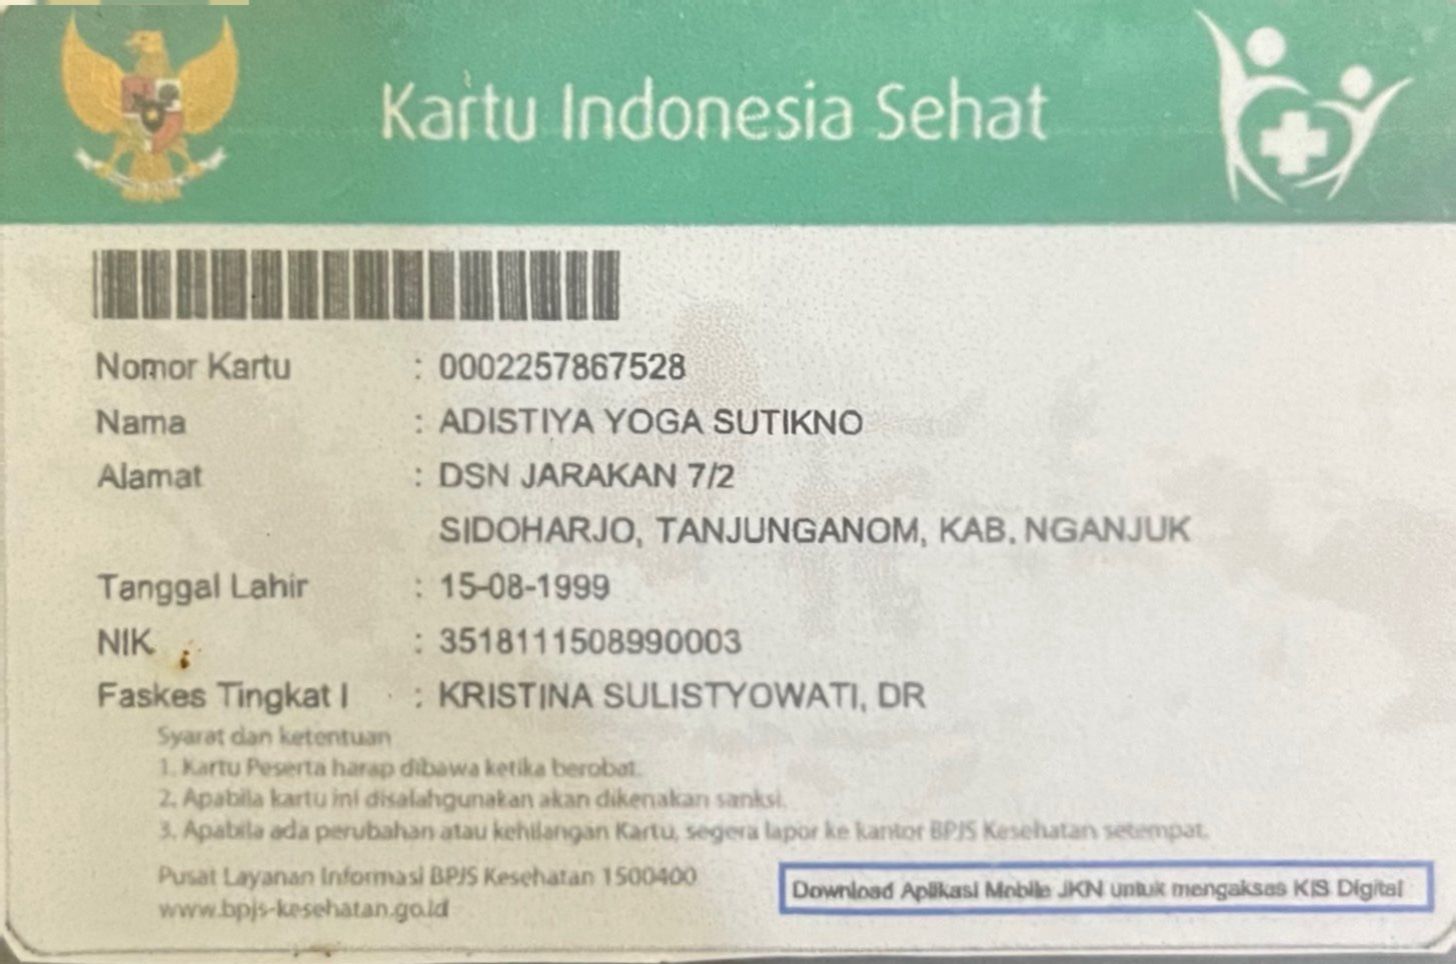 Kartu Indonesia Sehat
Nomor Kartu : 0002257867528
Nama : ADISTIYA YOGA SUTIKNO
Alamat : DSN JARAKAN 7/2
SIDOHARJO, TANJUNGANOM, KAB. NGANJUK
Tanggal Lahir : 15-08-1999
NIK : 3518111508990003
Faskes Tingkat I : KRISTINA SULISTYOWATI, DR
Syarat dan ketentuan
1. Kartu Peserta harap dibawa ketika berobat.
2. Apabila kartu ini disalahgunakan akan dikenakan sanksi.
3. Apabila ada perubahan atau kehilangan Kartu, segera lapor ke kantor BPJS Kesehatan setempat.
Pusat Layanan Informasi BPJS Kesehatan 1500400
www.bpjs-kesehatan.go.id
Download Aplikasi Mobile JKN untuk mengakses KIS Digital